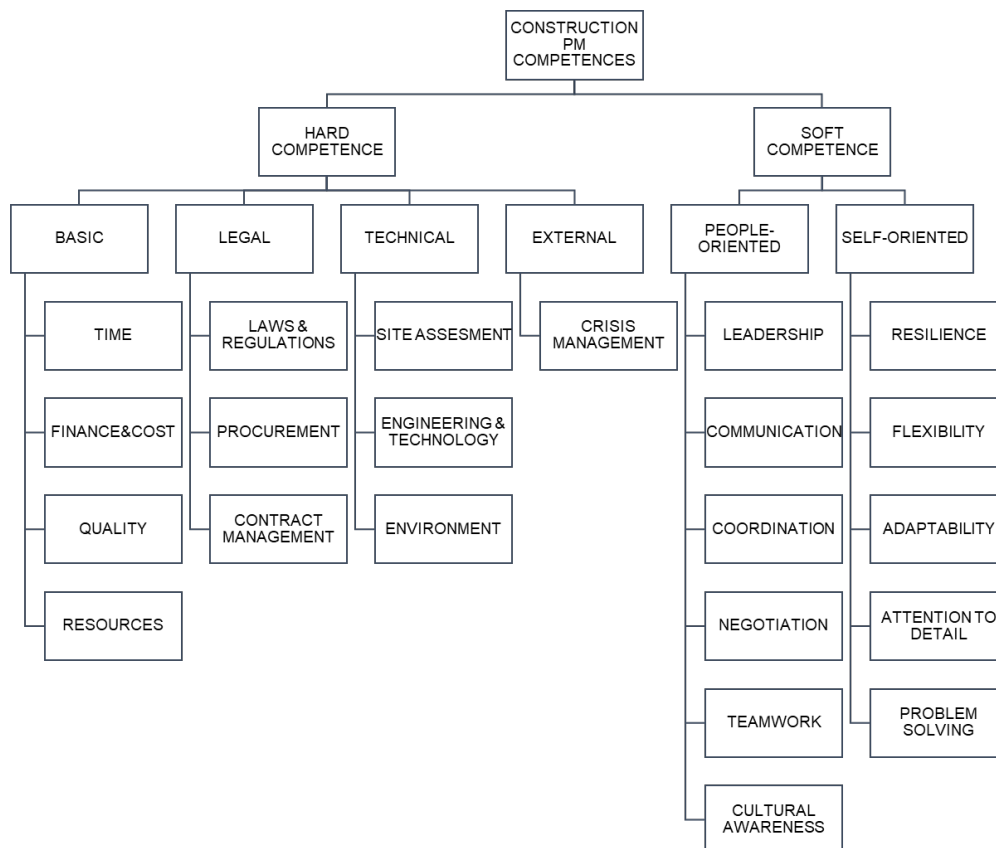 CONSTRUCTION
PM
COMPETENCES
HARD
COMPETENCE
SOFT
COMPETENCE
BASIC
LEGAL
TECHNICAL
EXTERNAL
PEOPLE-
ORIENTED
SELF-ORIENTED
TIME
FINANCE&COST
QUALITY
RESOURCES
LAWS &
REGULATIONS
PROCUREMENT
CONTRACT
MANAGEMENT
SITE ASSESMENT
ENGINEERING &
TECHNOLOGY
ENVIRONMENT
CRISIS
MANAGEMENT
LEADERSHIP
COMMUNICATION
COORDINATION
NEGOTIATION
TEAMWORK
CULTURAL
AWARENESS
RESILIENCE
FLEXIBILITY
ADAPTABILITY
ATTENTION TO
DETAIL
PROBLEM
SOLVING